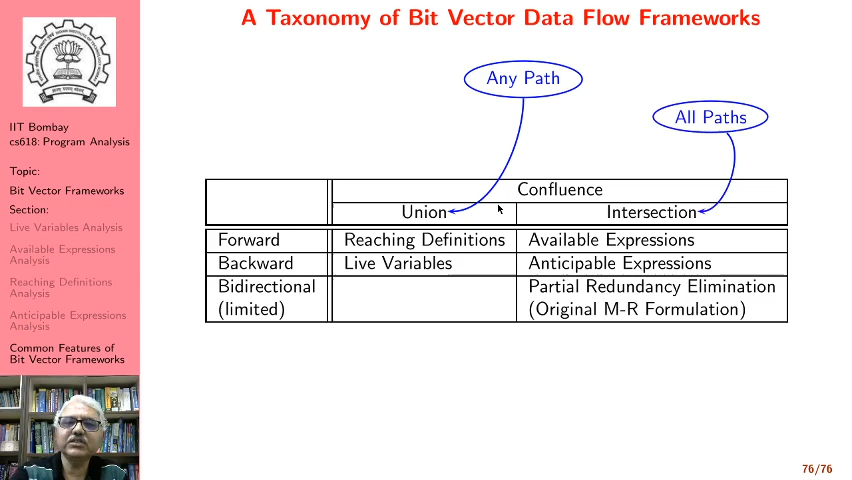 A Taxonomy of Bit Vector Data Flow Frameworks
Any Path
All Paths
IIT Bombay
cs618: Program Analysis
Topic:
Bit Vector Frameworks
Section:
Live Variables Analysis
Available Expressions
Analysis
Reaching Definitions
Analysis
Anticipable Expressions
Analysis
Common Features of
Bit Vector Frameworks
Confluence
Union Intersection
Forward Reaching Definitions Available Expressions
Backward Live Variables Anticipable Expressions
Bidirectional Partial Redundancy Elimination
(limited) (Original M-R Formulation)
76/76